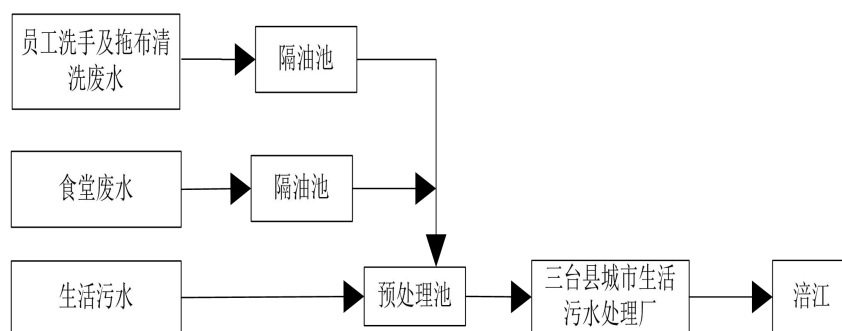 员工洗手及拖布清
洗废水
隔油池
食堂废水
隔油池
生活污水
预处理池
三台县城市生活
污水处理厂
涪江